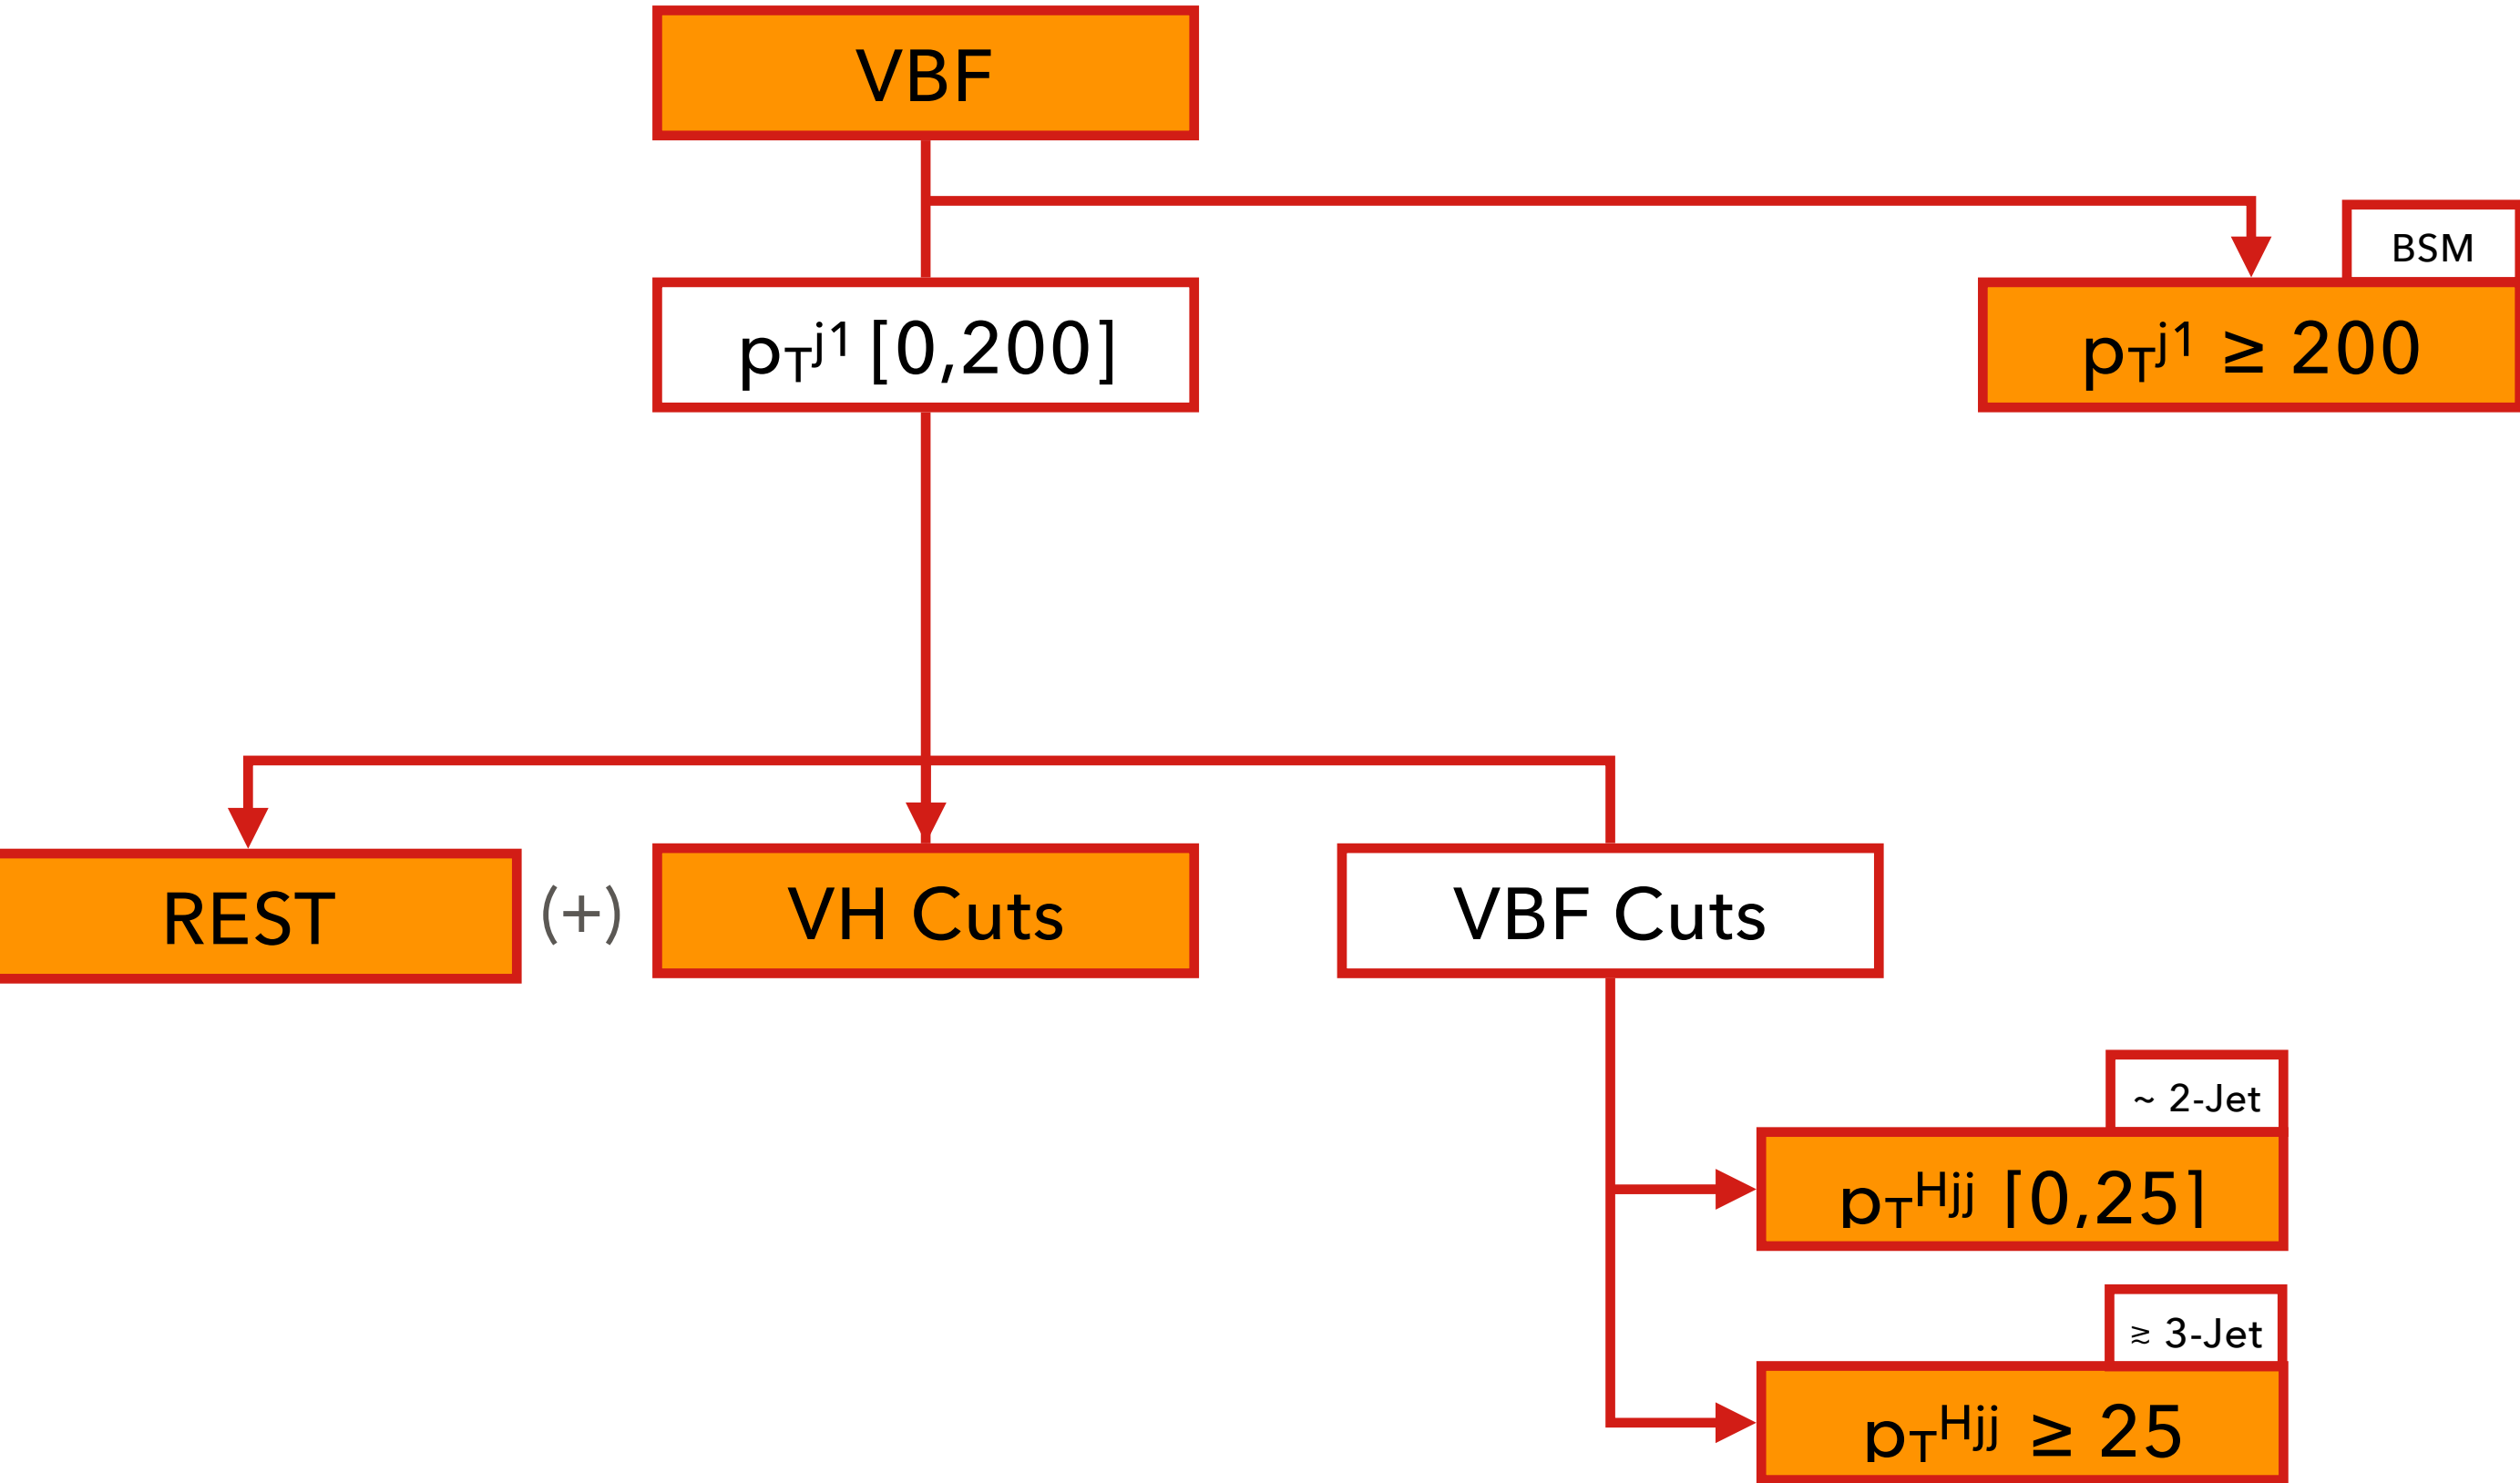 VBF
BSM
pTj1 [0,200]
pTj1 ≥ 200
REST
(+)
VH Cuts
VBF Cuts
~ 2-Jet
pTHjj [0,25]
≳ 3-Jet
pTHjj ≥ 25